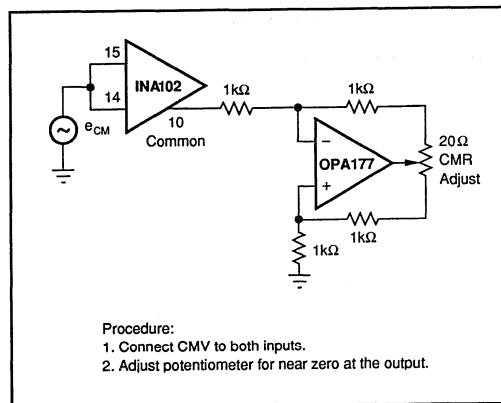 15
INA102
14
10
Common
eCM
1kΩ
1kΩ
−
OPA177
+
20Ω
CMR
Adjust
1kΩ
1kΩ
Procedure:
1. Connect CMV to both inputs.
2. Adjust potentiometer for near zero at the output.